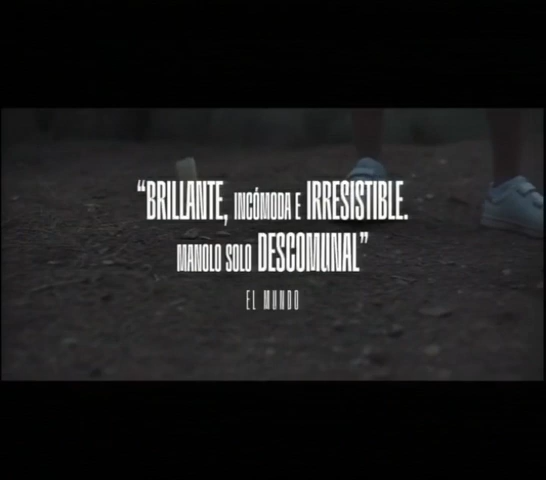 “BRILLANTE, INCÓMODA E IRRESISTIBLE.
MANOLO SOLO DESCOMUNAL”
EL MUNDO